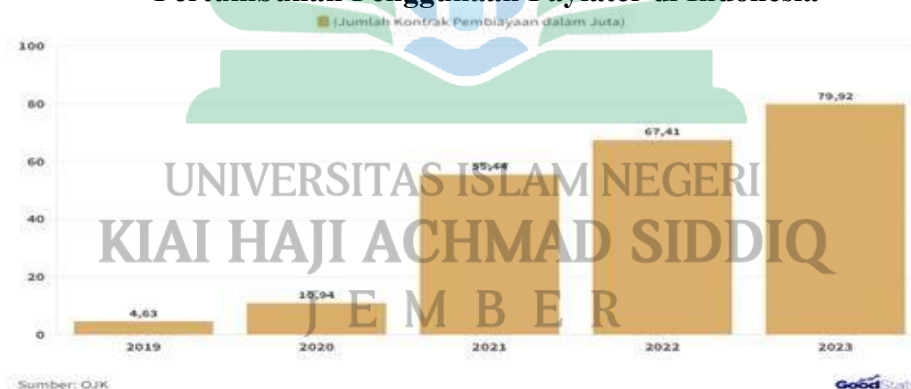 Pertumbuhan Penggunaan Paylater di Indonesia
(Jumlah Kontrak Pembiayaan dalam Juta)
100
80
60
40
20
0
4,63
10,94
55,44
67,41
79,92
2019 2020 2021 2022 2023
UNIVERSITAS ISLAM NEGERI
KIAI HAJI ACHMAD SIDDIQ
J E M B E R
Sumber: OJK
GoodStats